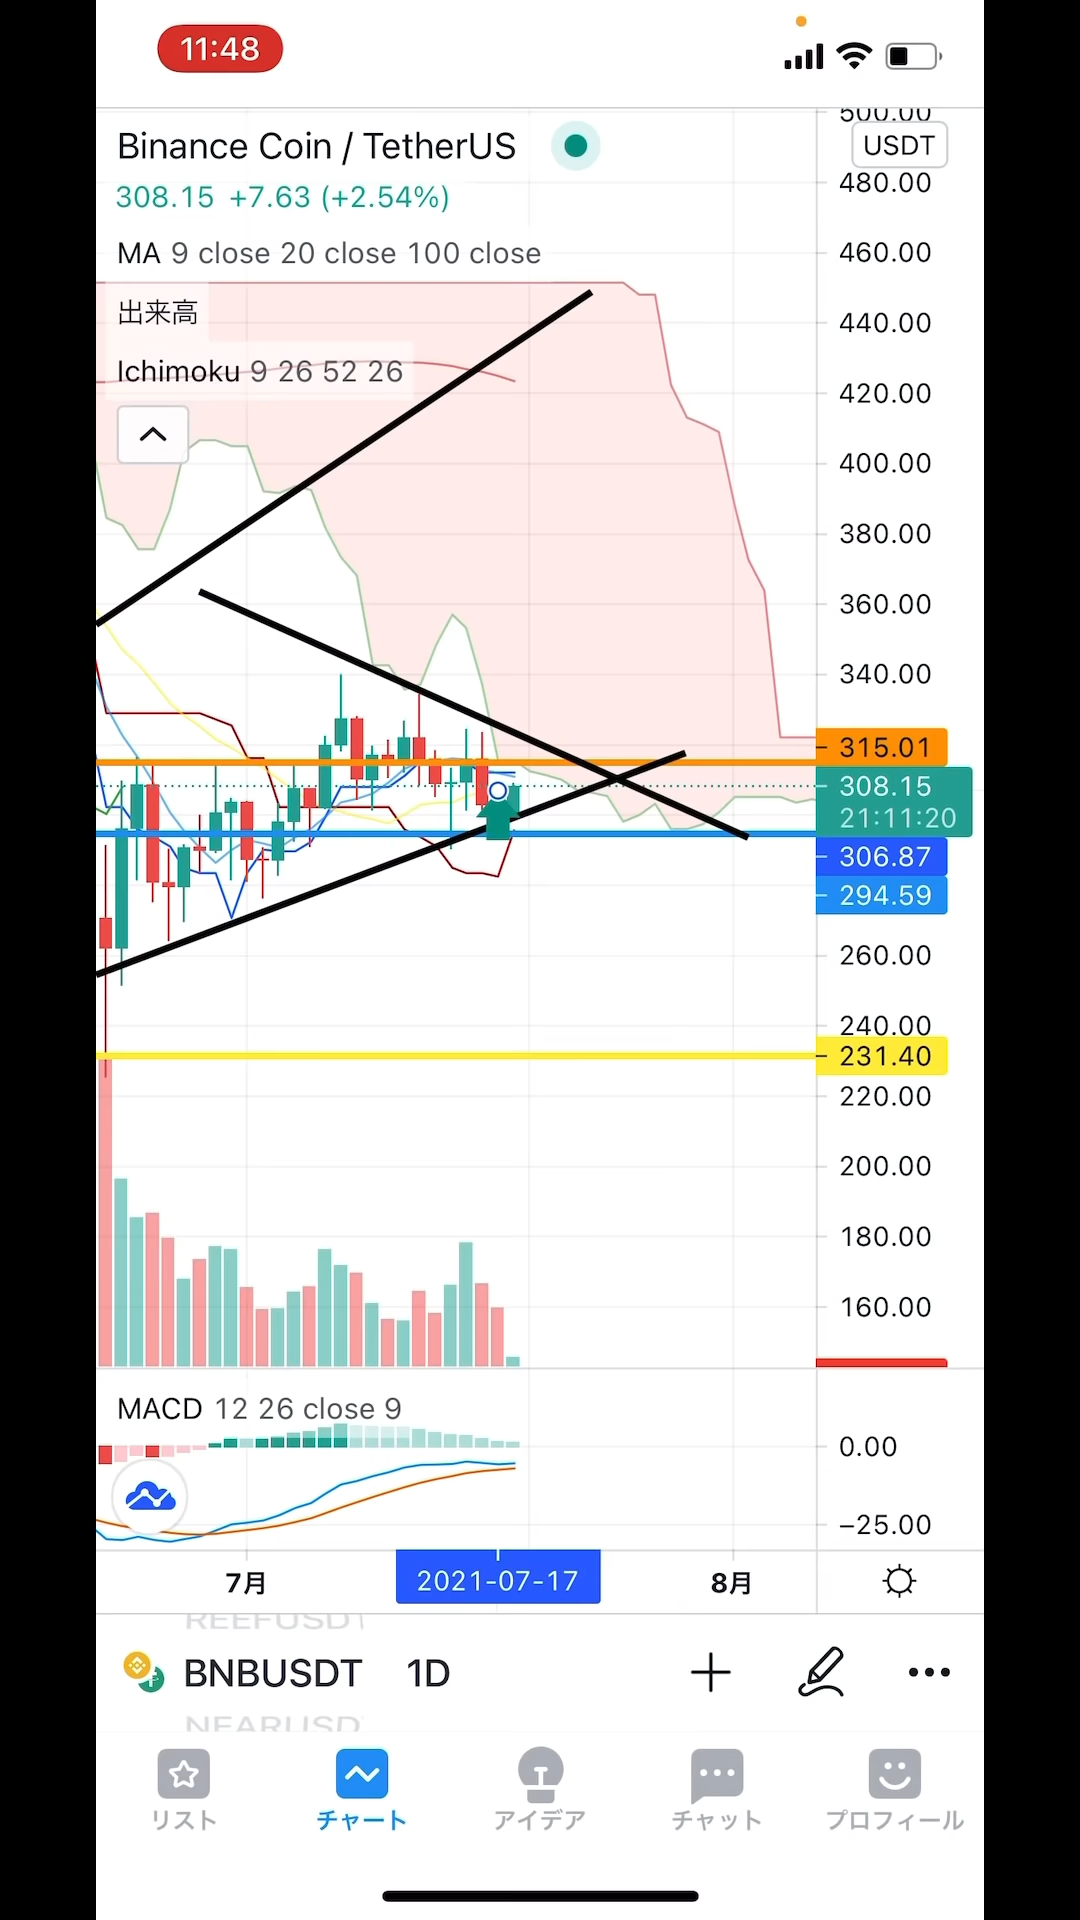 11:48
500.00
Binance Coin / TetherUS
USDT
308.15 +7.63 (+2.54%)
480.00
MA 9 close 20 close 100 close
460.00
出来高
440.00
Ichimoku 9 26 52 26
420.00
400.00
380.00
360.00
340.00
315.01
308.15
21:11:20
306.87
294.59
260.00
240.00
231.40
220.00
200.00
180.00
160.00
MACD 12 26 close 9
0.00
−25.00
7月
2021-07-17
8月
REEFUSDT
BNBUSDT 1D
NEARUSD
リスト
チャート
アイデア
チャット
プロフィール